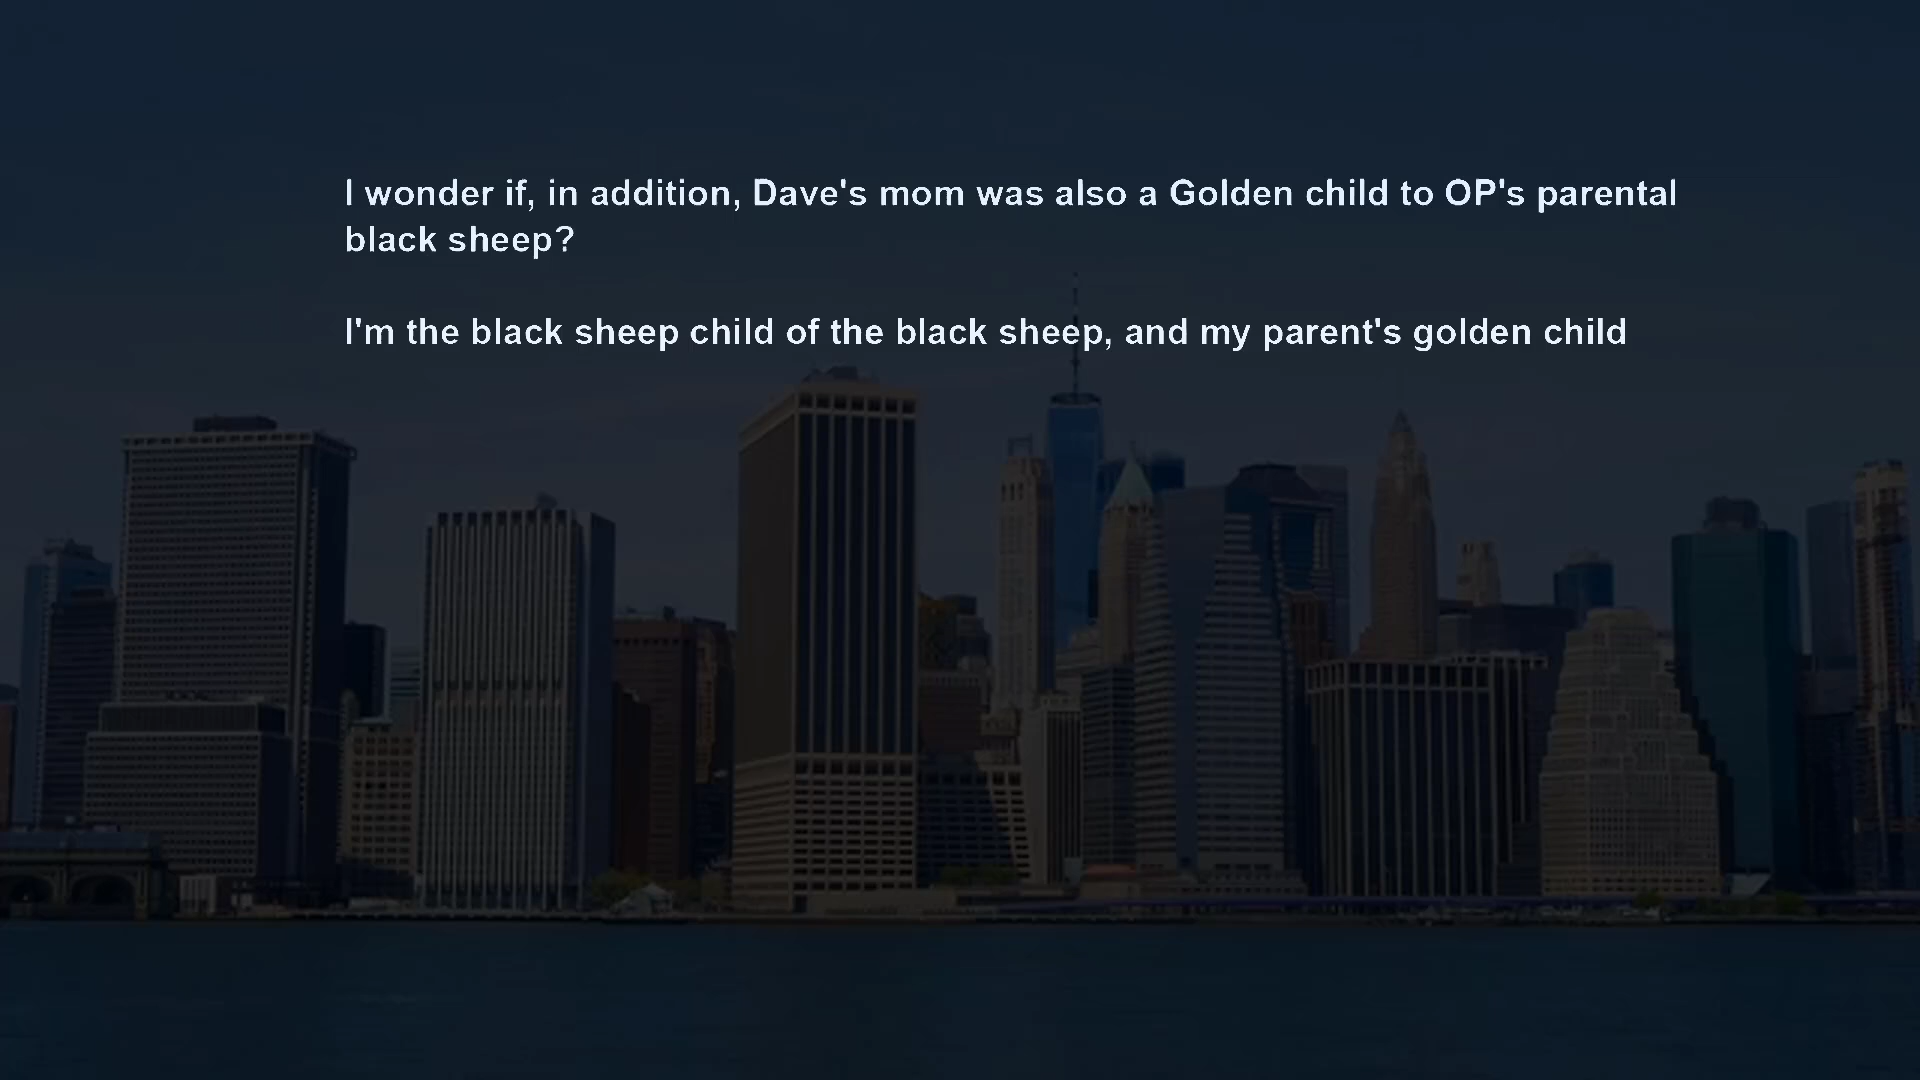 I wonder if, in addition, Dave's mom was also a Golden child to OP's parental
black sheep?
I'm the black sheep child of the black sheep, and my parent's golden child